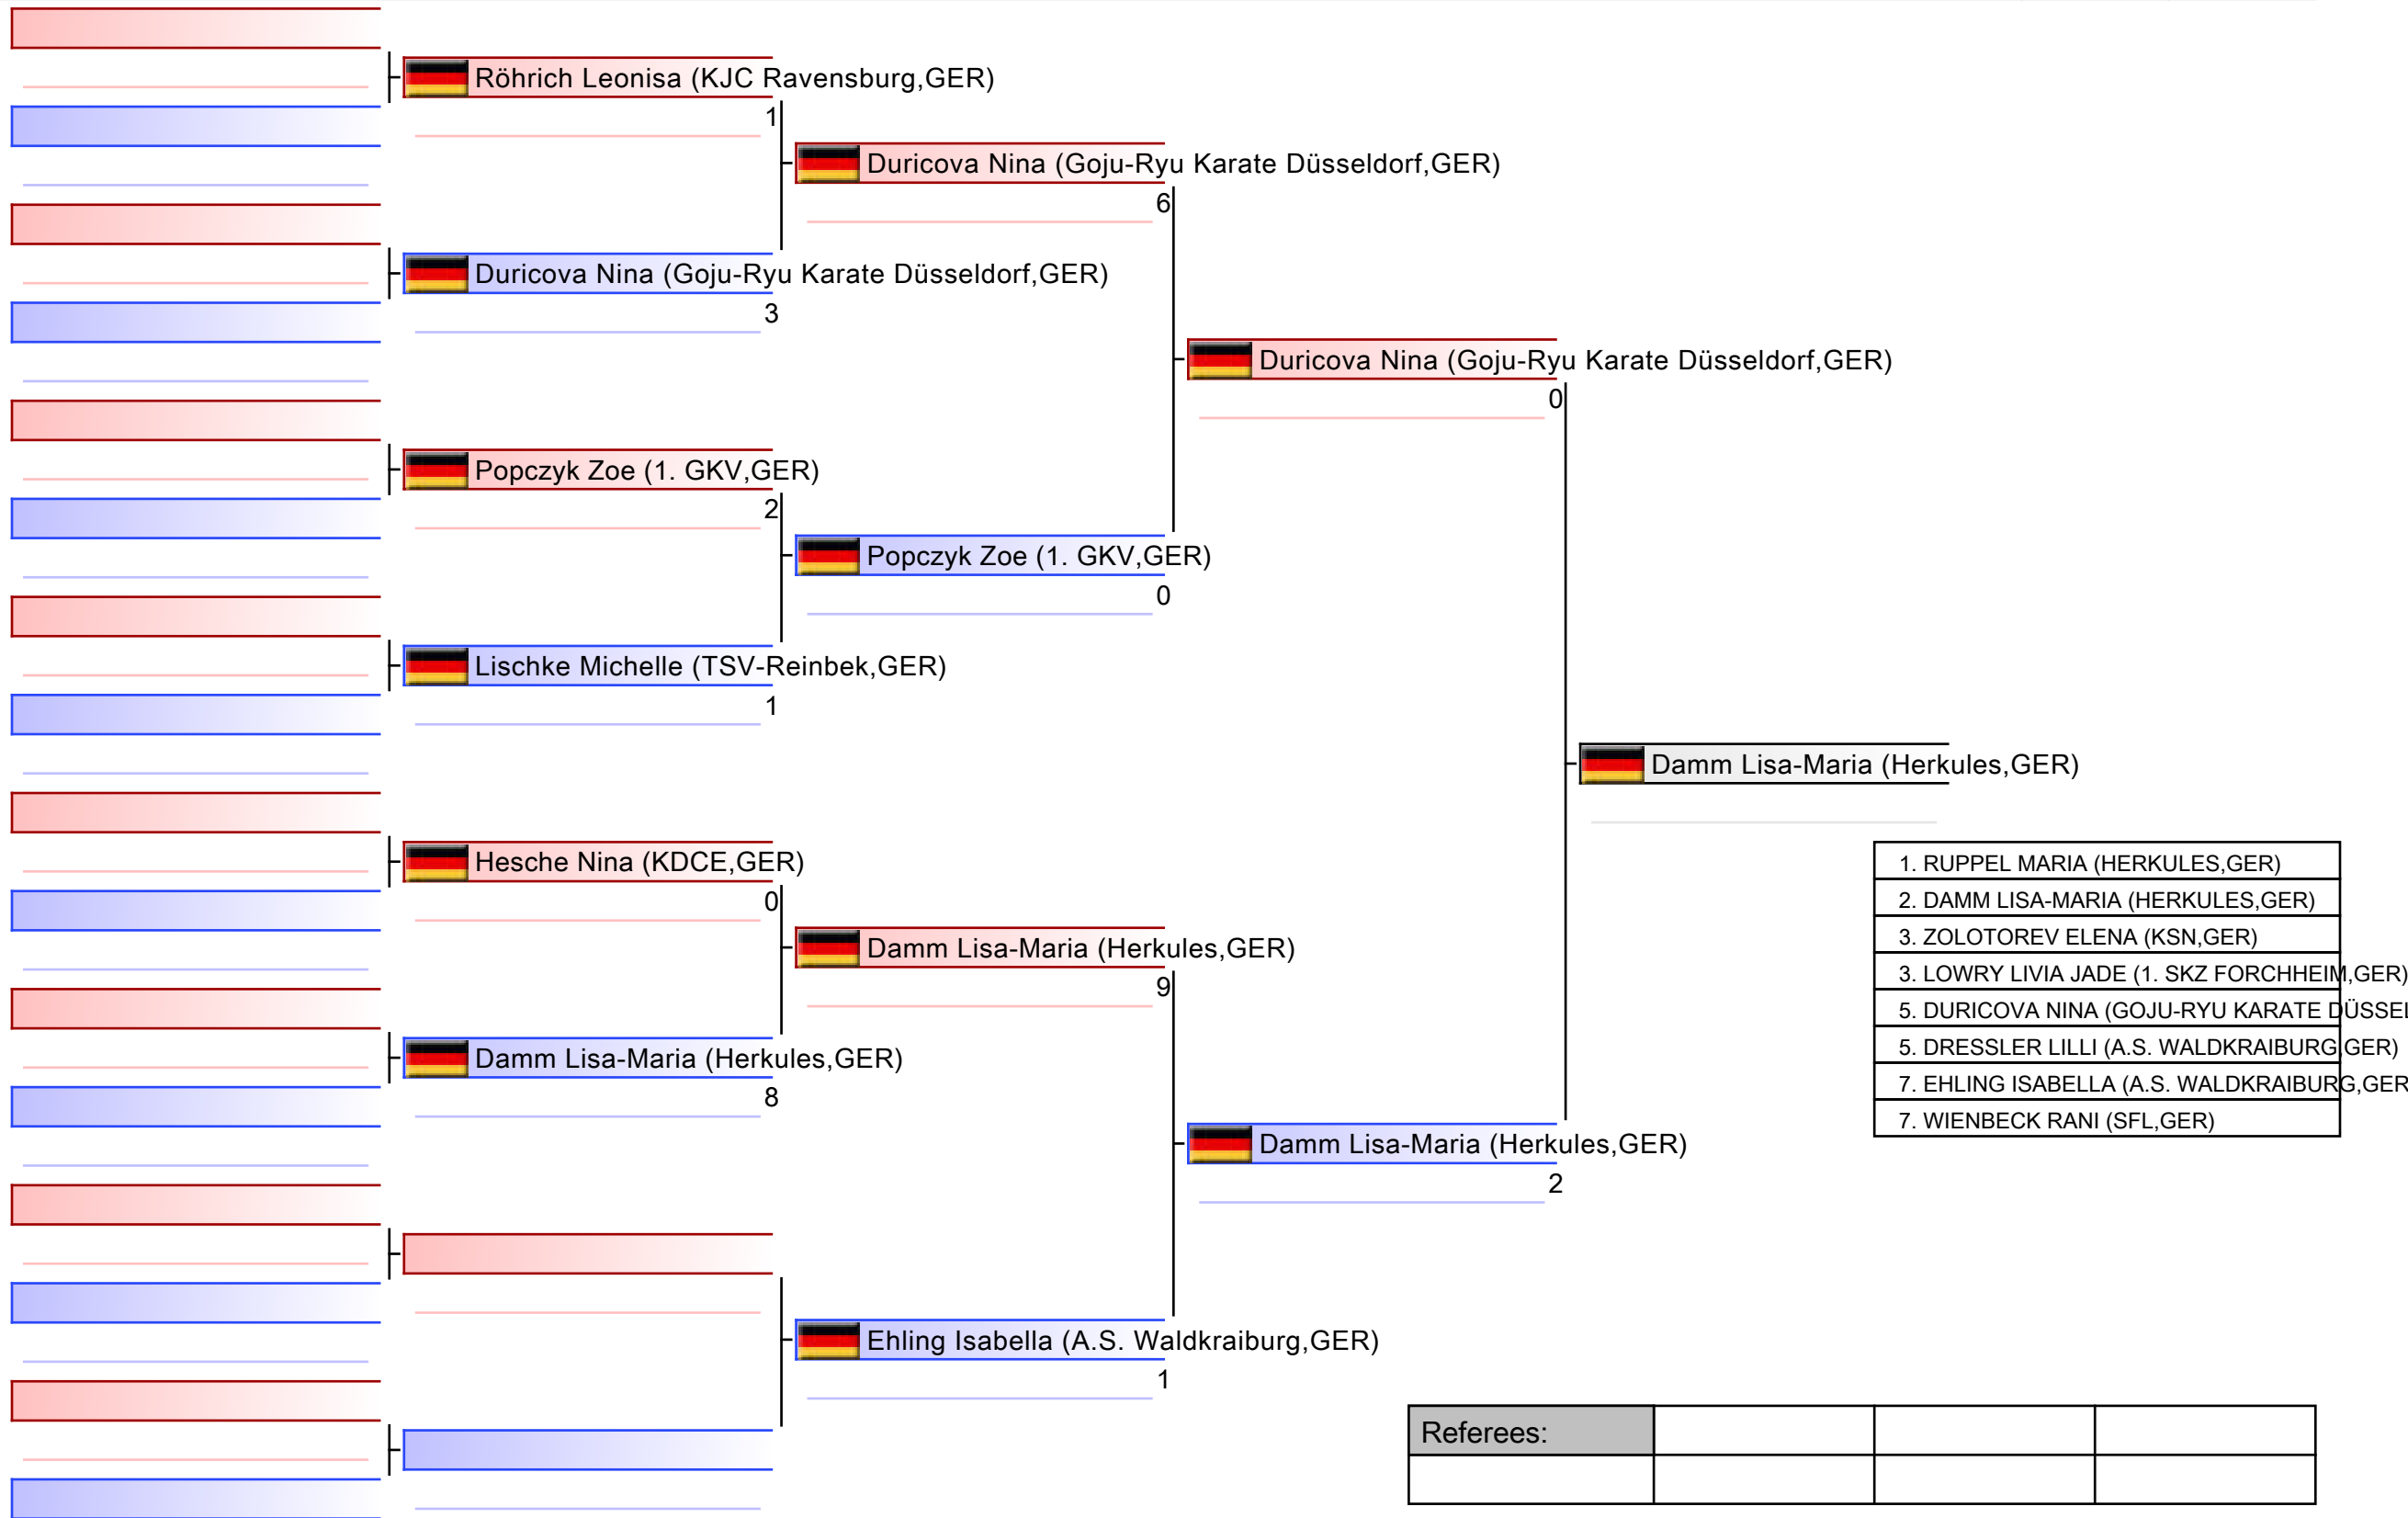 Röhrich Leonisa (KJC Ravensburg,GER)
1
Duricova Nina (Goju-Ryu Karate Düsseldorf,GER)
6
Duricova Nina (Goju-Ryu Karate Düsseldorf,GER)
3
Duricova Nina (Goju-Ryu Karate Düsseldorf,GER)
0
Popczyk Zoe (1. GKV,GER)
2
Popczyk Zoe (1. GKV,GER)
0
Lischke Michelle (TSV-Reinbek,GER)
1
Damm Lisa-Maria (Herkules,GER)
Hesche Nina (KDCE,GER)
0
Damm Lisa-Maria (Herkules,GER)
9
Damm Lisa-Maria (Herkules,GER)
8
Damm Lisa-Maria (Herkules,GER)
2
Ehling Isabella (A.S. Waldkraiburg,GER)
1
1. RUPPEL MARIA (HERKULES,GER)
2. DAMM LISA-MARIA (HERKULES,GER)
3. ZOLOTOREV ELENA (KSN,GER)
3. LOWRY LIVIA JADE (1. SKZ FORCHHEIM,GER)
5. DURICOVA NINA (GOJU-RYU KARATE DÜSSEL
5. DRESSLER LILLI (A.S. WALDKRAIBURG,GER)
7. EHLING ISABELLA (A.S. WALDKRAIBURG,GER
7. WIENBECK RANI (SFL,GER)
Referees: